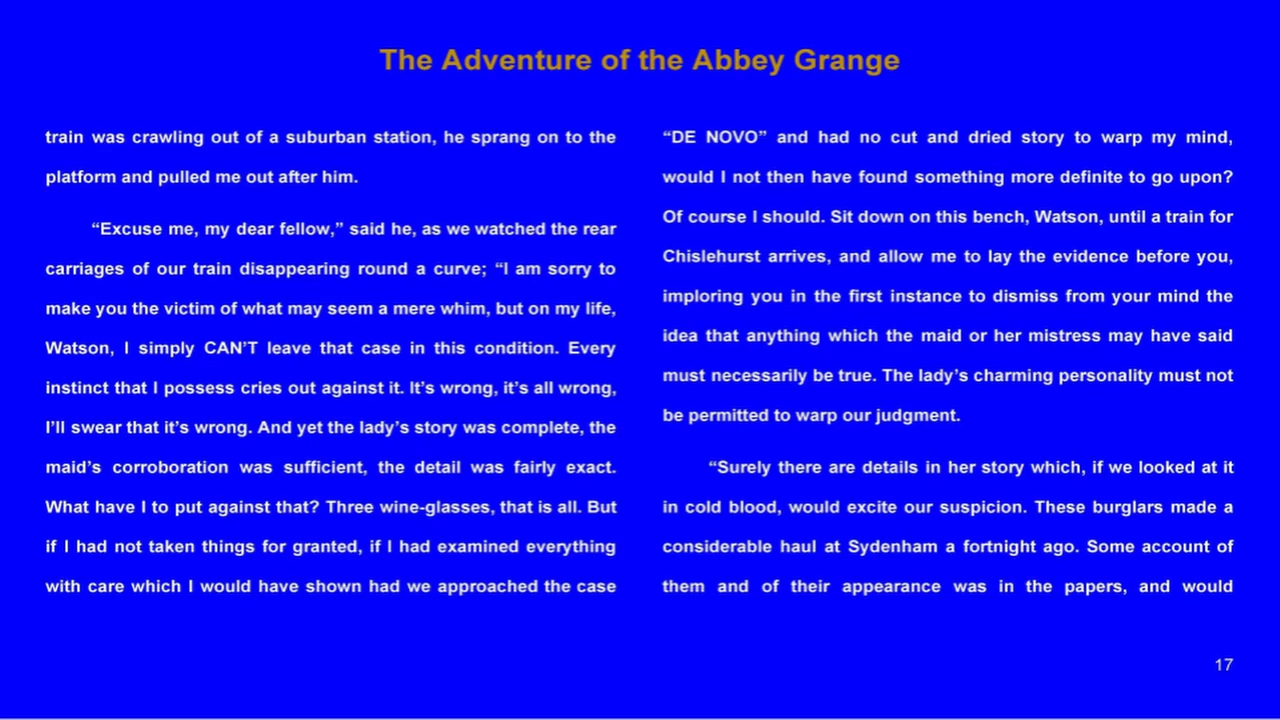 The Adventure of the Abbey Grange
train was crawling out of a suburban station, he sprang on to the
platform and pulled me out after him.
“Excuse me, my dear fellow,” said he, as we watched the rear
carriages of our train disappearing round a curve; “I am sorry to
make you the victim of what may seem a mere whim, but on my life,
Watson, I simply CAN’T leave that case in this condition. Every
instinct that I possess cries out against it. It’s wrong, it’s all wrong,
I’ll swear that it’s wrong. And yet the lady’s story was complete, the
maid’s corroboration was sufficient, the detail was fairly exact.
What have I to put against that? Three wine-glasses, that is all. But
if I had not taken things for granted, if I had examined everything
with care which I would have shown had we approached the case
“DE NOVO” and had no cut and dried story to warp my mind,
would I not then have found something more definite to go upon?
Of course I should. Sit down on this bench, Watson, until a train for
Chislehurst arrives, and allow me to lay the evidence before you,
imploring you in the first instance to dismiss from your mind the
idea that anything which the maid or her mistress may have said
must necessarily be true. The lady’s charming personality must not
be permitted to warp our judgment.
“Surely there are details in her story which, if we looked at it
in cold blood, would excite our suspicion. These burglars made a
considerable haul at Sydenham a fortnight ago. Some account of
them and of their appearance was in the papers, and would
17